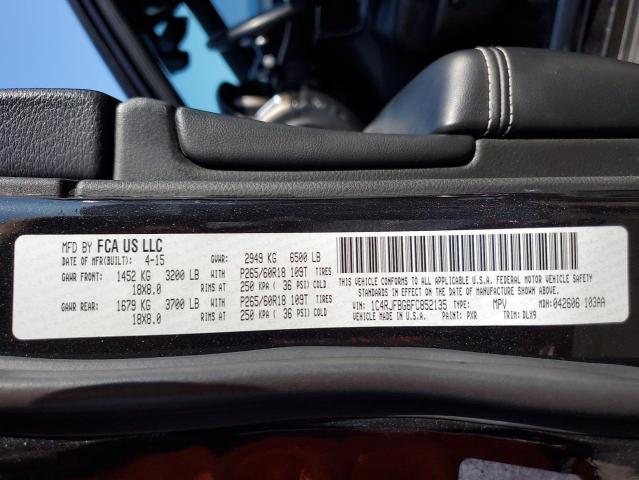 MFD BY FCA US LLC
DATE OF MFR(BUILT): 4-15 GVWR: 2949 KG 6500 LB
GAWR FRONT: 1452 KG 3200 LB WITH P265/60R18 109T TIRES
18X8.0 RIMS AT 250 KPA ( 36 PSI) COLD
GAWR REAR: 1679 KG 3700 LB WITH P265/60R18 109T TIRES
18X8.0 RIMS AT 250 KPA ( 36 PSI) COLD
THIS VEHICLE CONFORMS TO ALL APPLICABLE U.S.A. FEDERAL MOTOR VEHICLE SAFETY
STANDARDS IN EFFECT ON THE DATE OF MANUFACTURE SHOWN ABOVE.
VIN: 1C4RJFBG6FC852135 TYPE: MPV MDH:042606 103AA
VEHICLE MADE IN U.S.A. PAINT: PXR TRIM: DLX9